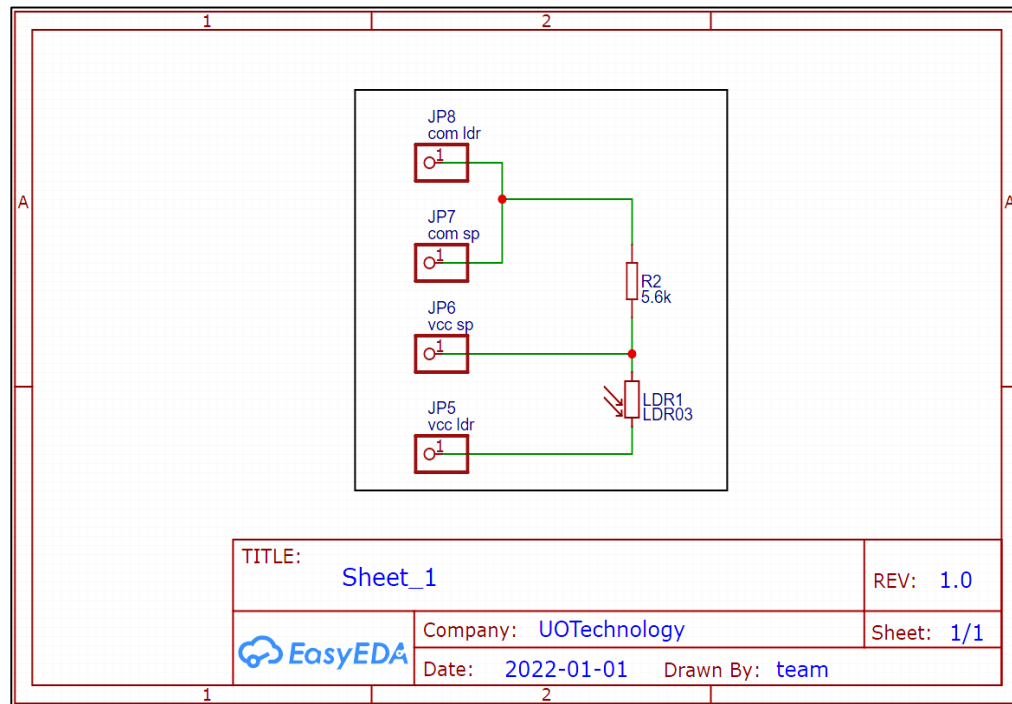 1 2
A A
JP8
com ldr
1
JP7
com sp
1
JP6
vcc sp
1
JP5
vcc ldr
1
R2
5.6k
LDR1
LDR03
TITLE:
Sheet_1
REV: 1.0
EasyEDA
Company: UOTechnology
Sheet: 1/1
Date: 2022-01-01 Drawn By: team
1 2